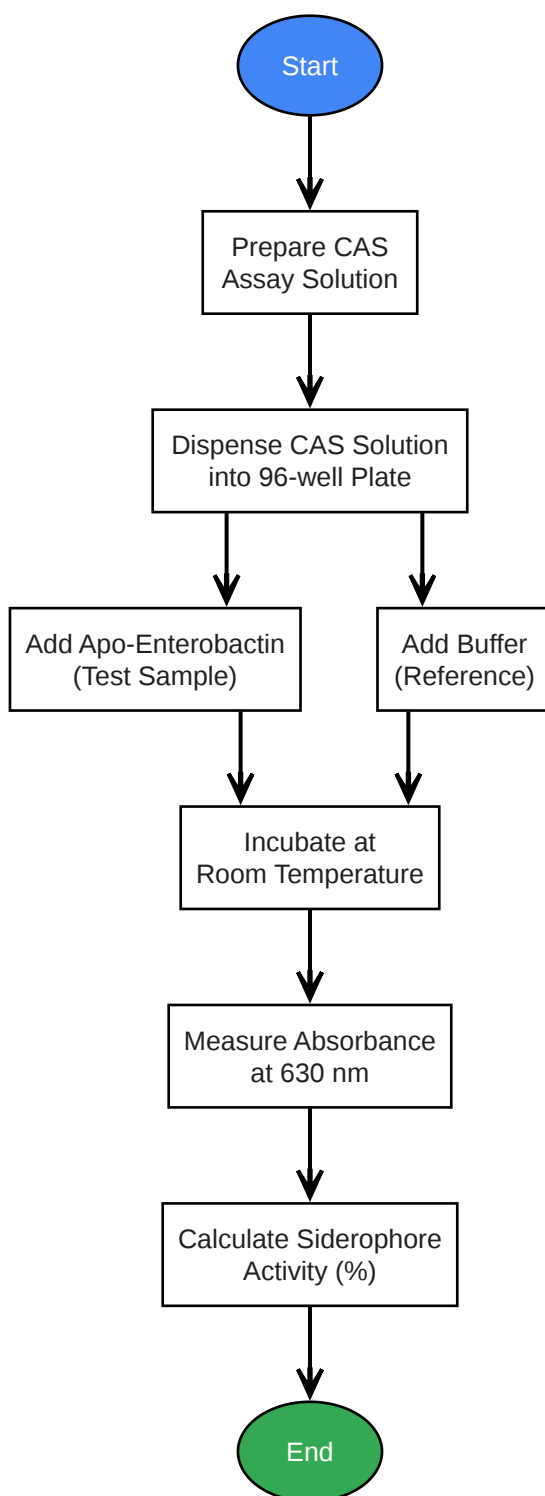 Start
Prepare CAS
Assay Solution
Dispense CAS Solution
into 96-well Plate
Add Apo-Enterobactin
(Test Sample)
Add Buffer
(Reference)
Incubate at
Room Temperature
Measure Absorbance
at 630 nm
Calculate Siderophore
Activity (%)
End